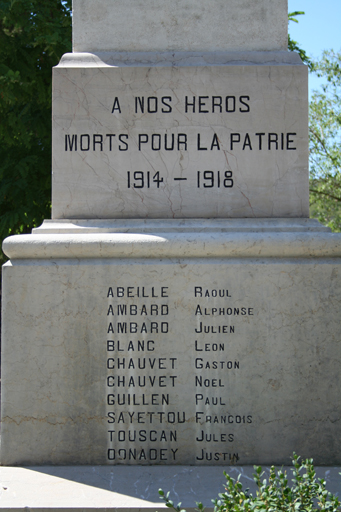 A NOS HEROS
MORTS POUR LA PATRIE
1914 – 1918
ABEILLE RAOUL
AMBARD ALPHONSE
AMBARD JULIEN
BLANC LEON
CHAUVET GASTON
CHAUVET NOEL
GUILLEN PAUL
SAYETTOU FRANÇOIS
TOUSCAN JULES
DONADEY JUSTIN